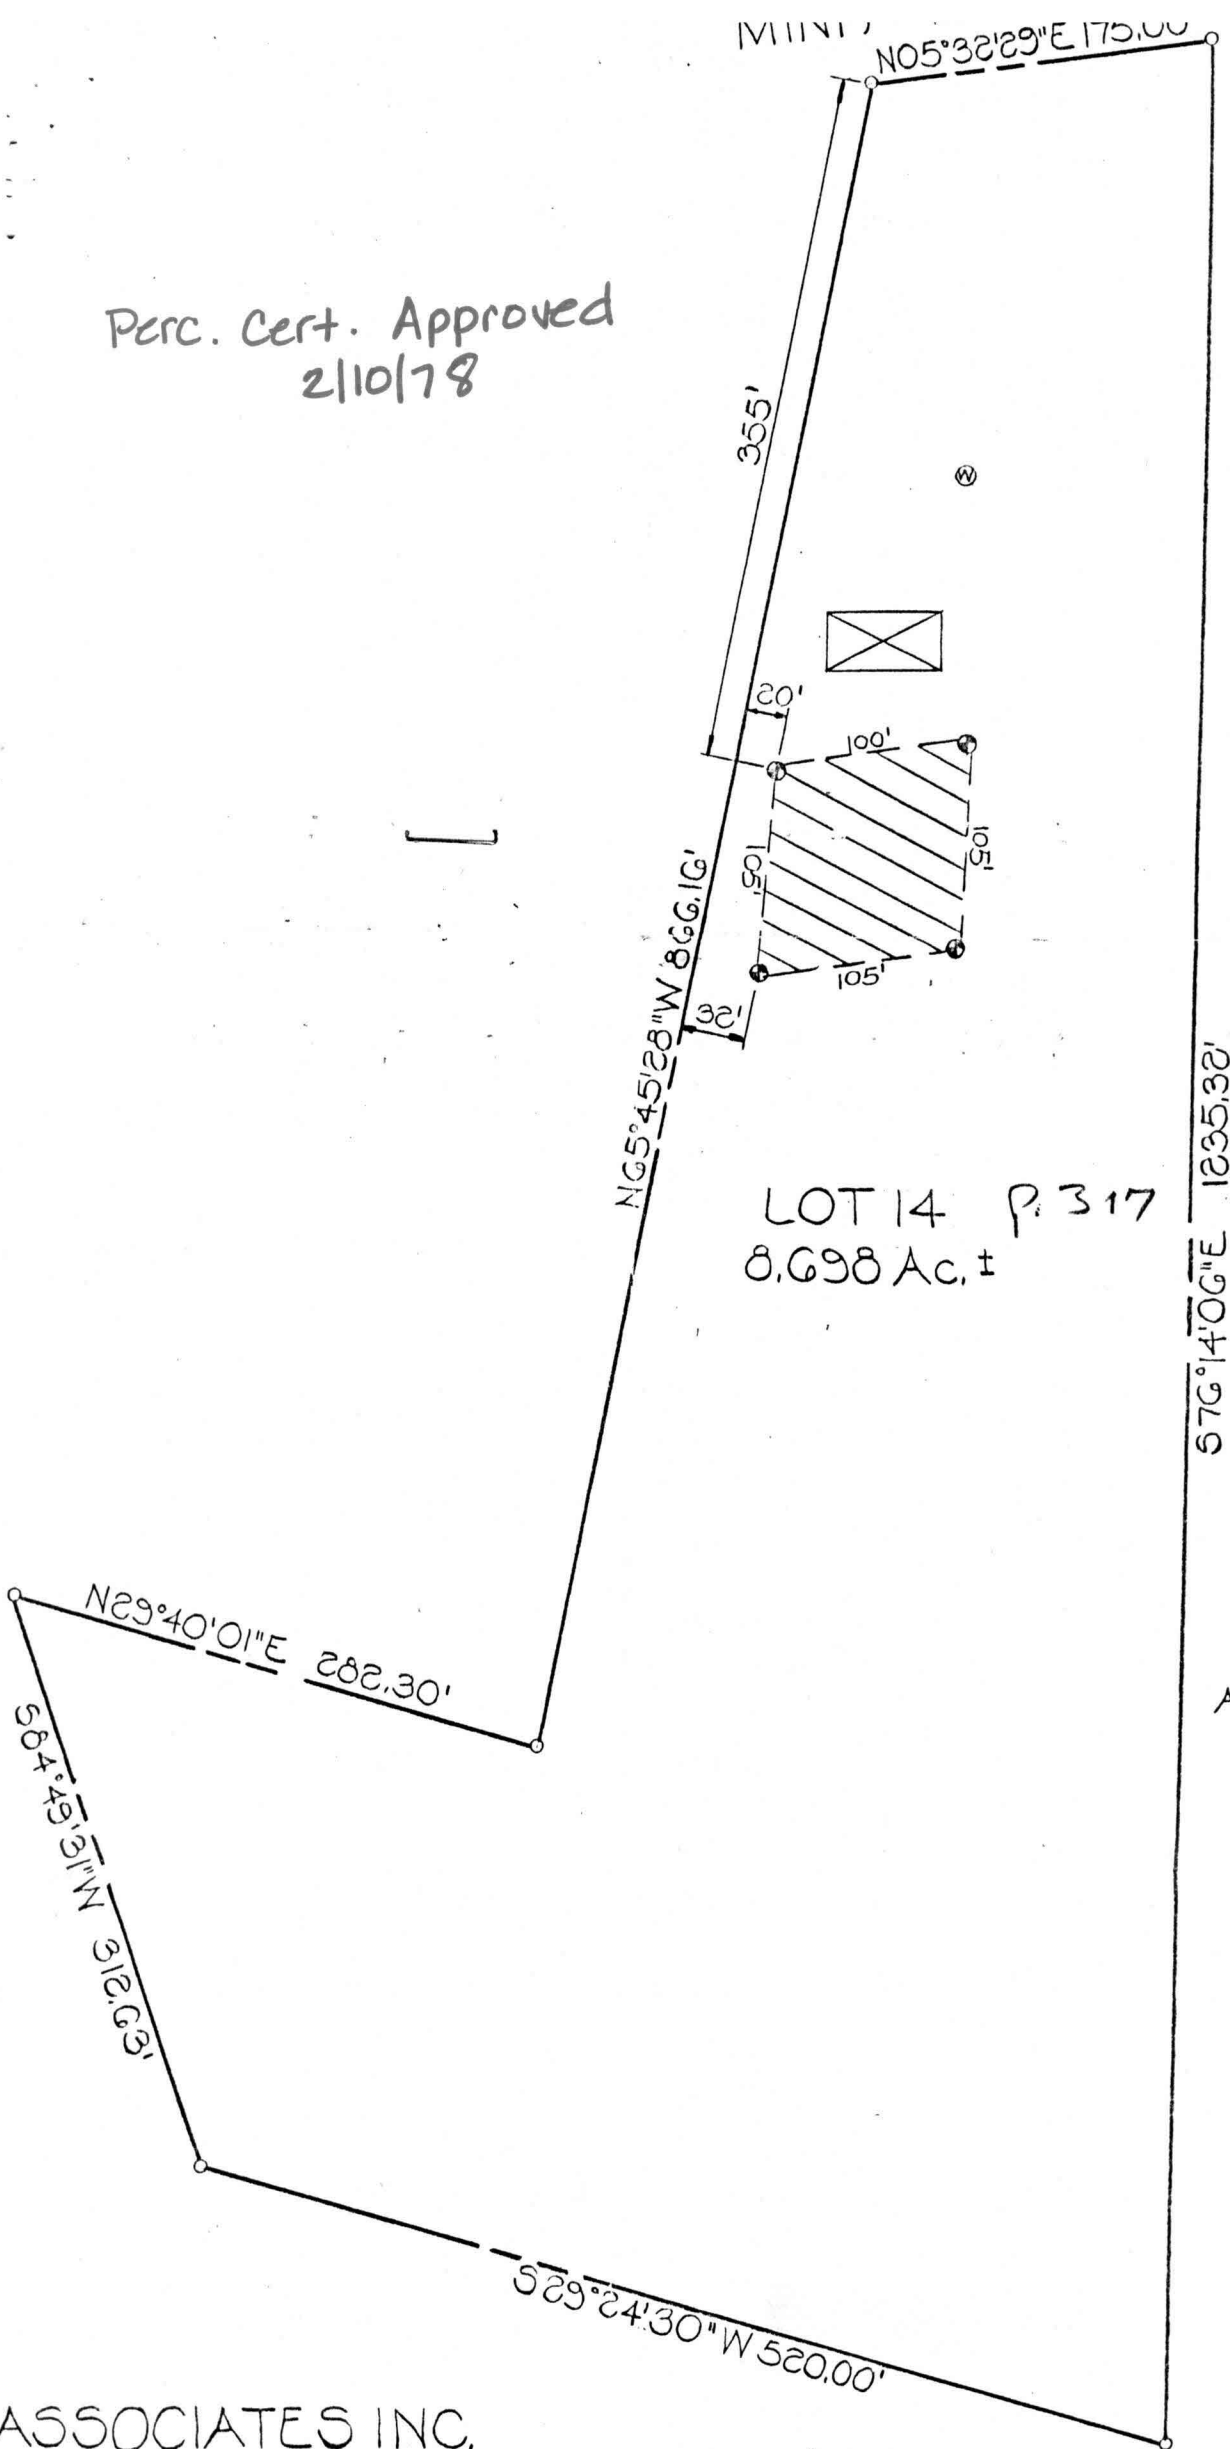 N05°32'29"E 175.00
Perc. Cert. Approved
2/10/78
355'
W
20'
100'
105'
105'
105'
32'
N65°45'28"W 866.16'
LOT 14 P. 317
8.698 Ac. ±
S76°14'06"E 1235.32'
N29°40'01"E 282.30'
S84°49'31"W 312.63'
A
S29°24'30"W 520.00'
ASSOCIATES INC.